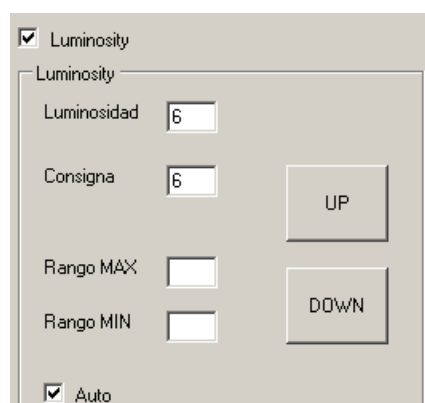 Luminosity
Luminosity
Luminosidad 6
Consigna 6
UP
Rango MAX
DOWN
Rango MIN
Auto